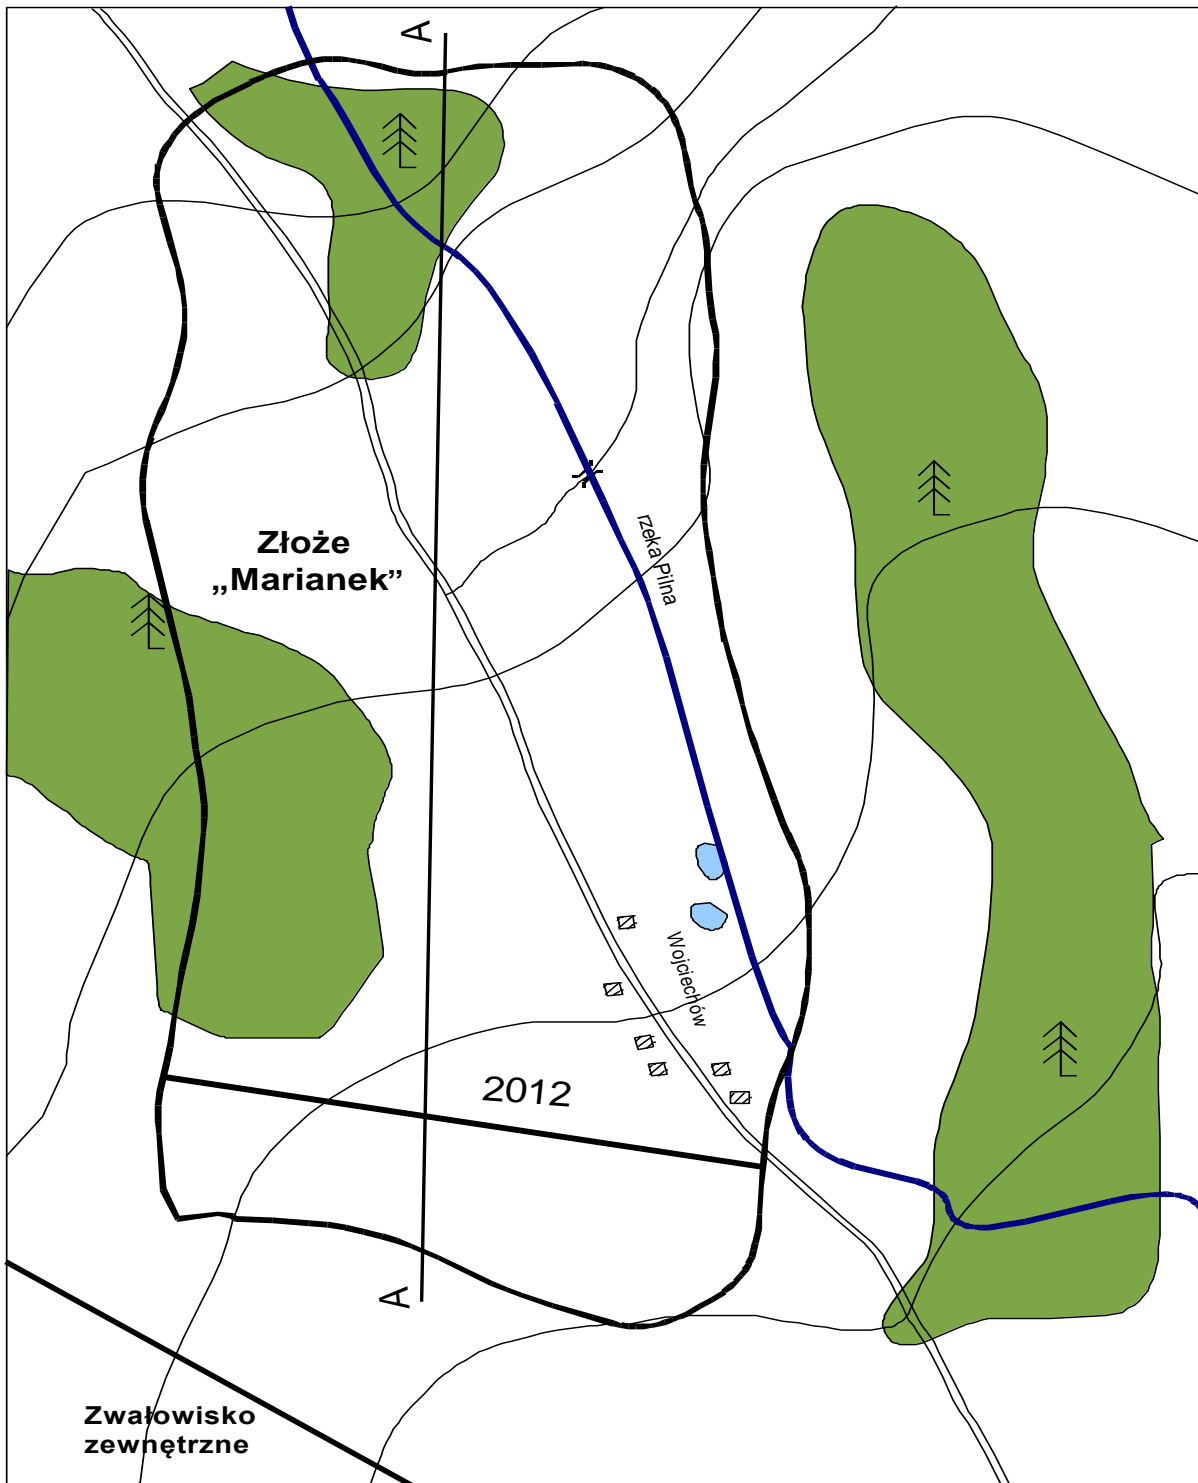 A
rzeka Pilna
Złoże
„Marianek”
Wojciechów
2012
A
Zwałowisko
zewnętrzne